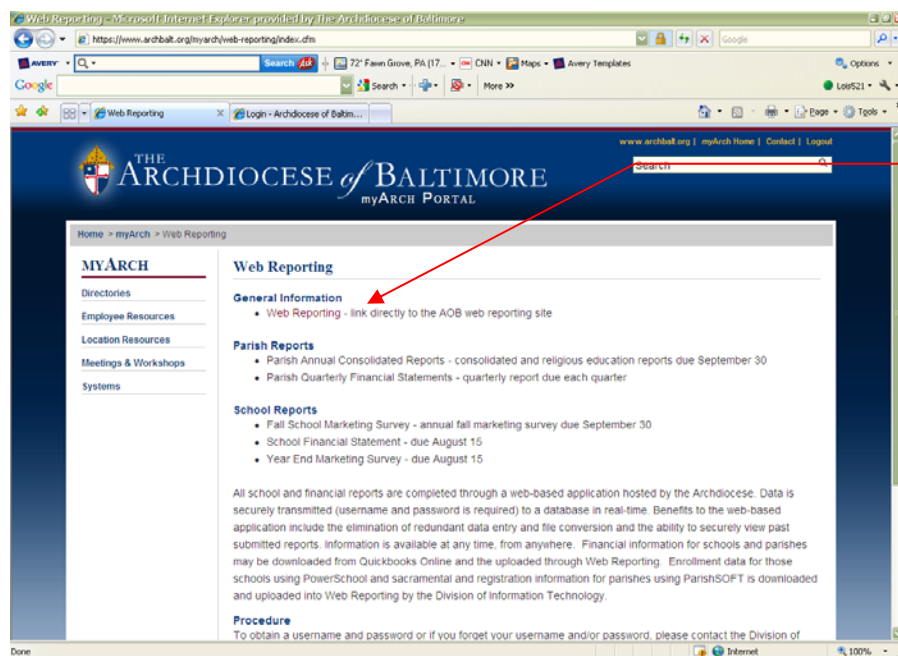 Web Reporting - Microsoft Internet Explorer provided by The Archdiocese of Baltimore
https://www.archbalt.org/myarch/web-reporting/index.cfm
Google
AVERY
Search
72° Fawn Grove, PA (17...
CNN
Maps
Avery Templates
Options
Google
Search
More >>
Lois521
Web Reporting
Login - Archdiocese of Baltim...
Page
Tools
www.archbalt.org | myArch Home | Contact | Logout
Search
THE
ARCHDIOCESE of BALTIMORE
MYARCH PORTAL
Home > myArch > Web Reporting
MYARCH
Directories
Employee Resources
Location Resources
Meetings & Workshops
Systems
Web Reporting
General Information
• Web Reporting - link directly to the AOB web reporting site
Parish Reports
• Parish Annual Consolidated Reports - consolidated and religious education reports due September 30
• Parish Quarterly Financial Statements - quarterly report due each quarter
School Reports
• Fall School Marketing Survey - annual fall marketing survey due September 30
• School Financial Statement - due August 15
• Year End Marketing Survey - due August 15
All school and financial reports are completed through a web-based application hosted by the Archdiocese. Data is
securely transmitted (username and password is required) to a database in real-time. Benefits to the web-based
application include the elimination of redundant data entry and file conversion and the ability to securely view past
submitted reports. Information is available at any time, from anywhere. Financial information for schools and parishes
may be downloaded from Quickbooks Online and the uploaded through Web Reporting. Enrollment data for those
schools using PowerSchool and sacramental and registration information for parishes using ParishSOFT is downloaded
and uploaded into Web Reporting by the Division of Information Technology.
Procedure
To obtain a username and password or if you forget your username and/or password, please contact the Division of
Done
Internet
100%